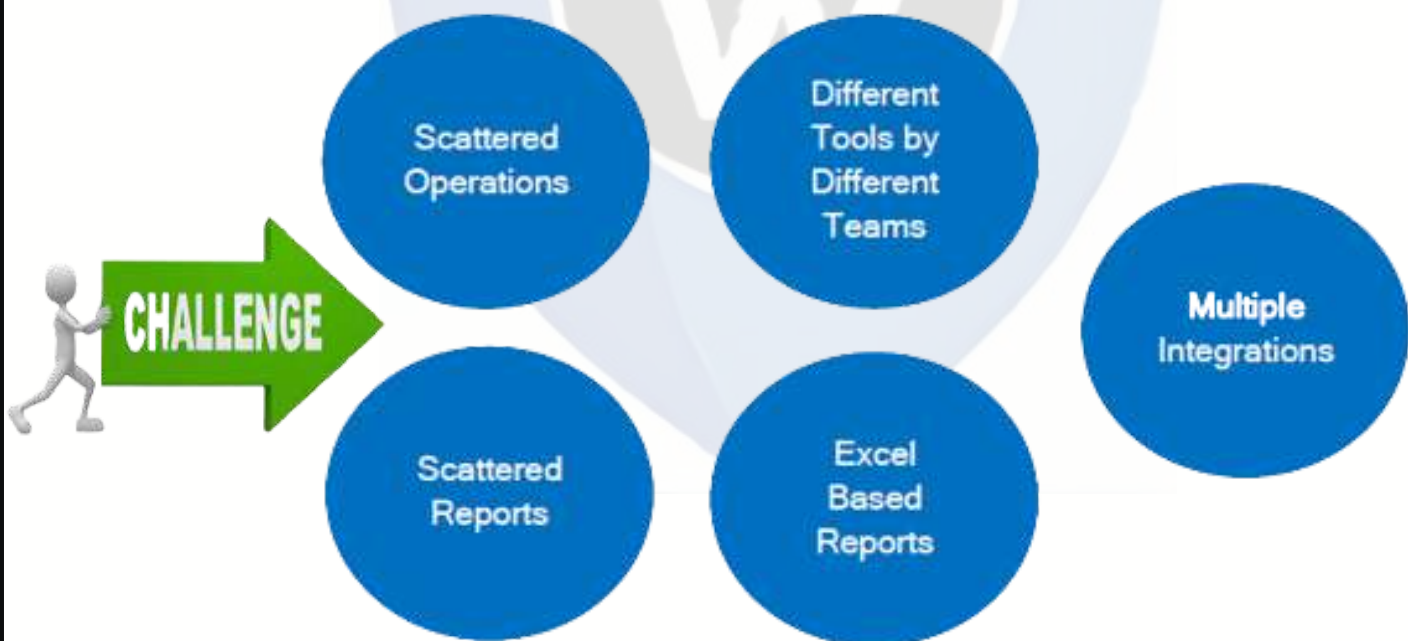 CHALLENGE
Scattered
Operations
Different
Tools by
Different
Teams
Scattered
Reports
Excel
Based
Reports
Multiple
Integrations